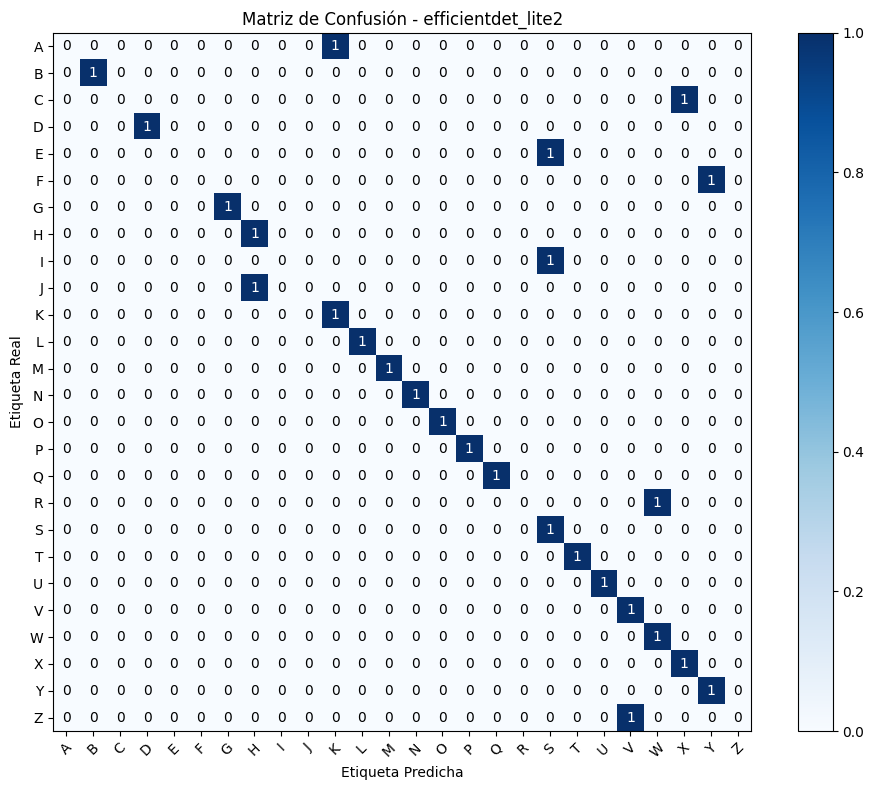 Matriz de Confusión - efficientdet_lite2
A 0 0 0 0 0 0 0 0 0 0 1 0 0 0 0 0 0 0 0 0 0 0 0 0 0 0
B 0 1 0 0 0 0 0 0 0 0 0 0 0 0 0 0 0 0 0 0 0 0 0 0 0 0
C 0 0 0 0 0 0 0 0 0 0 0 0 0 0 0 0 0 0 0 0 0 0 0 1 0 0
D 0 0 0 1 0 0 0 0 0 0 0 0 0 0 0 0 0 0 0 0 0 0 0 0 0 0
E 0 0 0 0 0 0 0 0 0 0 0 0 0 0 0 0 0 0 1 0 0 0 0 0 0 0
F 0 0 0 0 0 0 0 0 0 0 0 0 0 0 0 0 0 0 0 0 0 0 0 0 1 0
G 0 0 0 0 0 0 1 0 0 0 0 0 0 0 0 0 0 0 0 0 0 0 0 0 0 0
H 0 0 0 0 0 0 0 1 0 0 0 0 0 0 0 0 0 0 0 0 0 0 0 0 0 0
I 0 0 0 0 0 0 0 0 0 0 0 0 0 0 0 0 0 0 1 0 0 0 0 0 0 0
J 0 0 0 0 0 0 0 1 0 0 0 0 0 0 0 0 0 0 0 0 0 0 0 0 0 0
K 0 0 0 0 0 0 0 0 0 0 1 0 0 0 0 0 0 0 0 0 0 0 0 0 0 0
L 0 0 0 0 0 0 0 0 0 0 0 1 0 0 0 0 0 0 0 0 0 0 0 0 0 0
M 0 0 0 0 0 0 0 0 0 0 0 0 1 0 0 0 0 0 0 0 0 0 0 0 0 0
N 0 0 0 0 0 0 0 0 0 0 0 0 0 1 0 0 0 0 0 0 0 0 0 0 0 0
O 0 0 0 0 0 0 0 0 0 0 0 0 0 0 1 0 0 0 0 0 0 0 0 0 0 0
P 0 0 0 0 0 0 0 0 0 0 0 0 0 0 0 1 0 0 0 0 0 0 0 0 0 0
Q 0 0 0 0 0 0 0 0 0 0 0 0 0 0 0 0 1 0 0 0 0 0 0 0 0 0
R 0 0 0 0 0 0 0 0 0 0 0 0 0 0 0 0 0 0 0 0 0 0 1 0 0 0
S 0 0 0 0 0 0 0 0 0 0 0 0 0 0 0 0 0 0 1 0 0 0 0 0 0 0
T 0 0 0 0 0 0 0 0 0 0 0 0 0 0 0 0 0 0 0 1 0 0 0 0 0 0
U 0 0 0 0 0 0 0 0 0 0 0 0 0 0 0 0 0 0 0 0 1 0 0 0 0 0
V 0 0 0 0 0 0 0 0 0 0 0 0 0 0 0 0 0 0 0 0 0 1 0 0 0 0
W 0 0 0 0 0 0 0 0 0 0 0 0 0 0 0 0 0 0 0 0 0 0 1 0 0 0
X 0 0 0 0 0 0 0 0 0 0 0 0 0 0 0 0 0 0 0 0 0 0 0 1 0 0
Y 0 0 0 0 0 0 0 0 0 0 0 0 0 0 0 0 0 0 0 0 0 0 0 0 1 0
Z 0 0 0 0 0 0 0 0 0 0 0 0 0 0 0 0 0 0 0 0 0 1 0 0 0 0
A B C D E F G H I J K L M N O P Q R S T U V W X Y Z
Etiqueta Real
Etiqueta Predicha
1.0
0.8
0.6
0.4
0.2
0.0